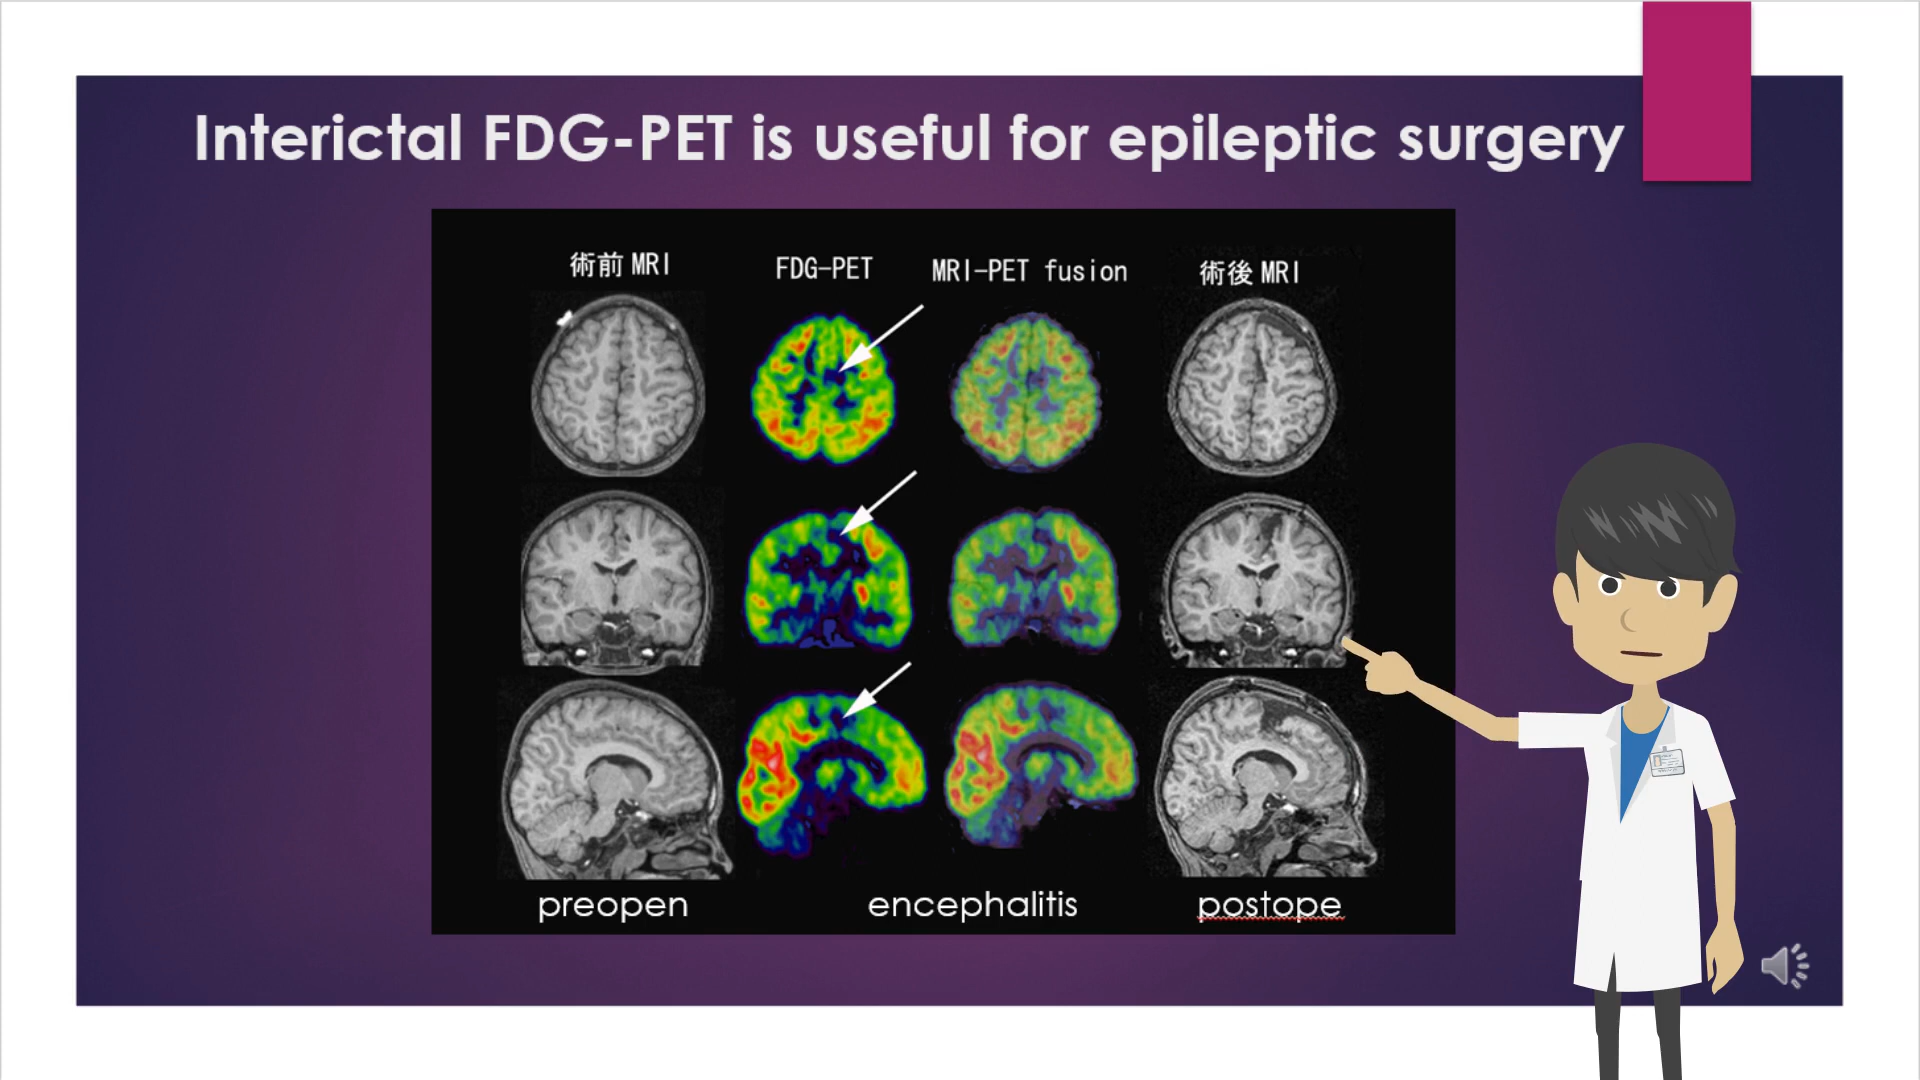 Interictal FDG-PET is useful for epileptic surgery
術前 MRI
FDG-PET
MRI-PET fusion
術後 MRI
preopen
encephalitis
postope